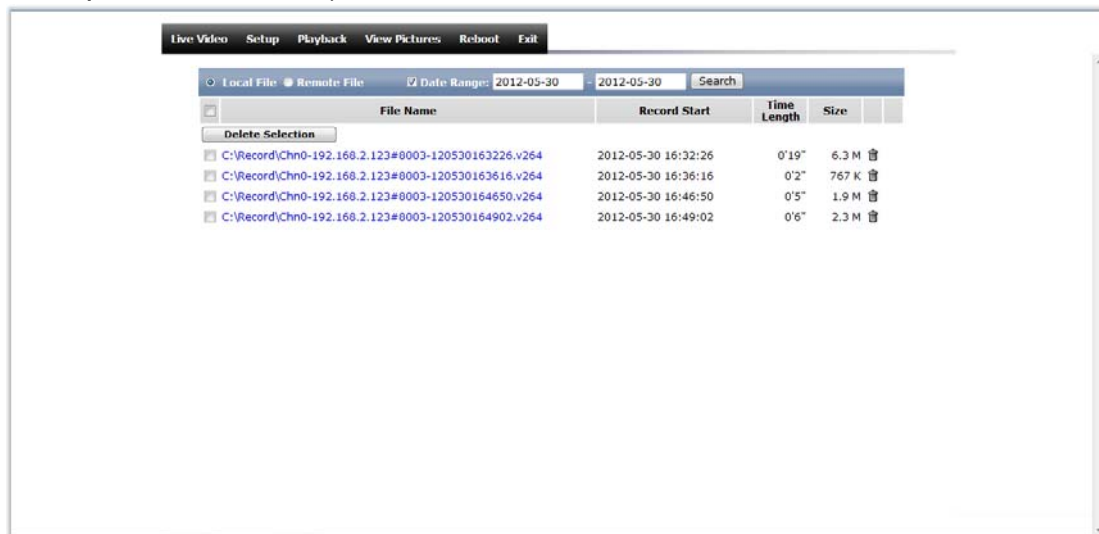 Live Video Setup Playback View Pictures Reboot Exit
Local File Remote File Date Range: 2012-05-30 - 2012-05-30 Search
File Name Record Start Time Length Size
Delete Selection
C:\Record\Chn0-192.168.2.123#8003-120530163226.v264 2012-05-30 16:32:26 0'19" 6.3 M
C:\Record\Chn0-192.168.2.123#8003-120530163616.v264 2012-05-30 16:36:16 0'2" 767 K
C:\Record\Chn0-192.168.2.123#8003-120530164650.v264 2012-05-30 16:46:50 0'5" 1.9 M
C:\Record\Chn0-192.168.2.123#8003-120530164902.v264 2012-05-30 16:49:02 0'6" 2.3 M